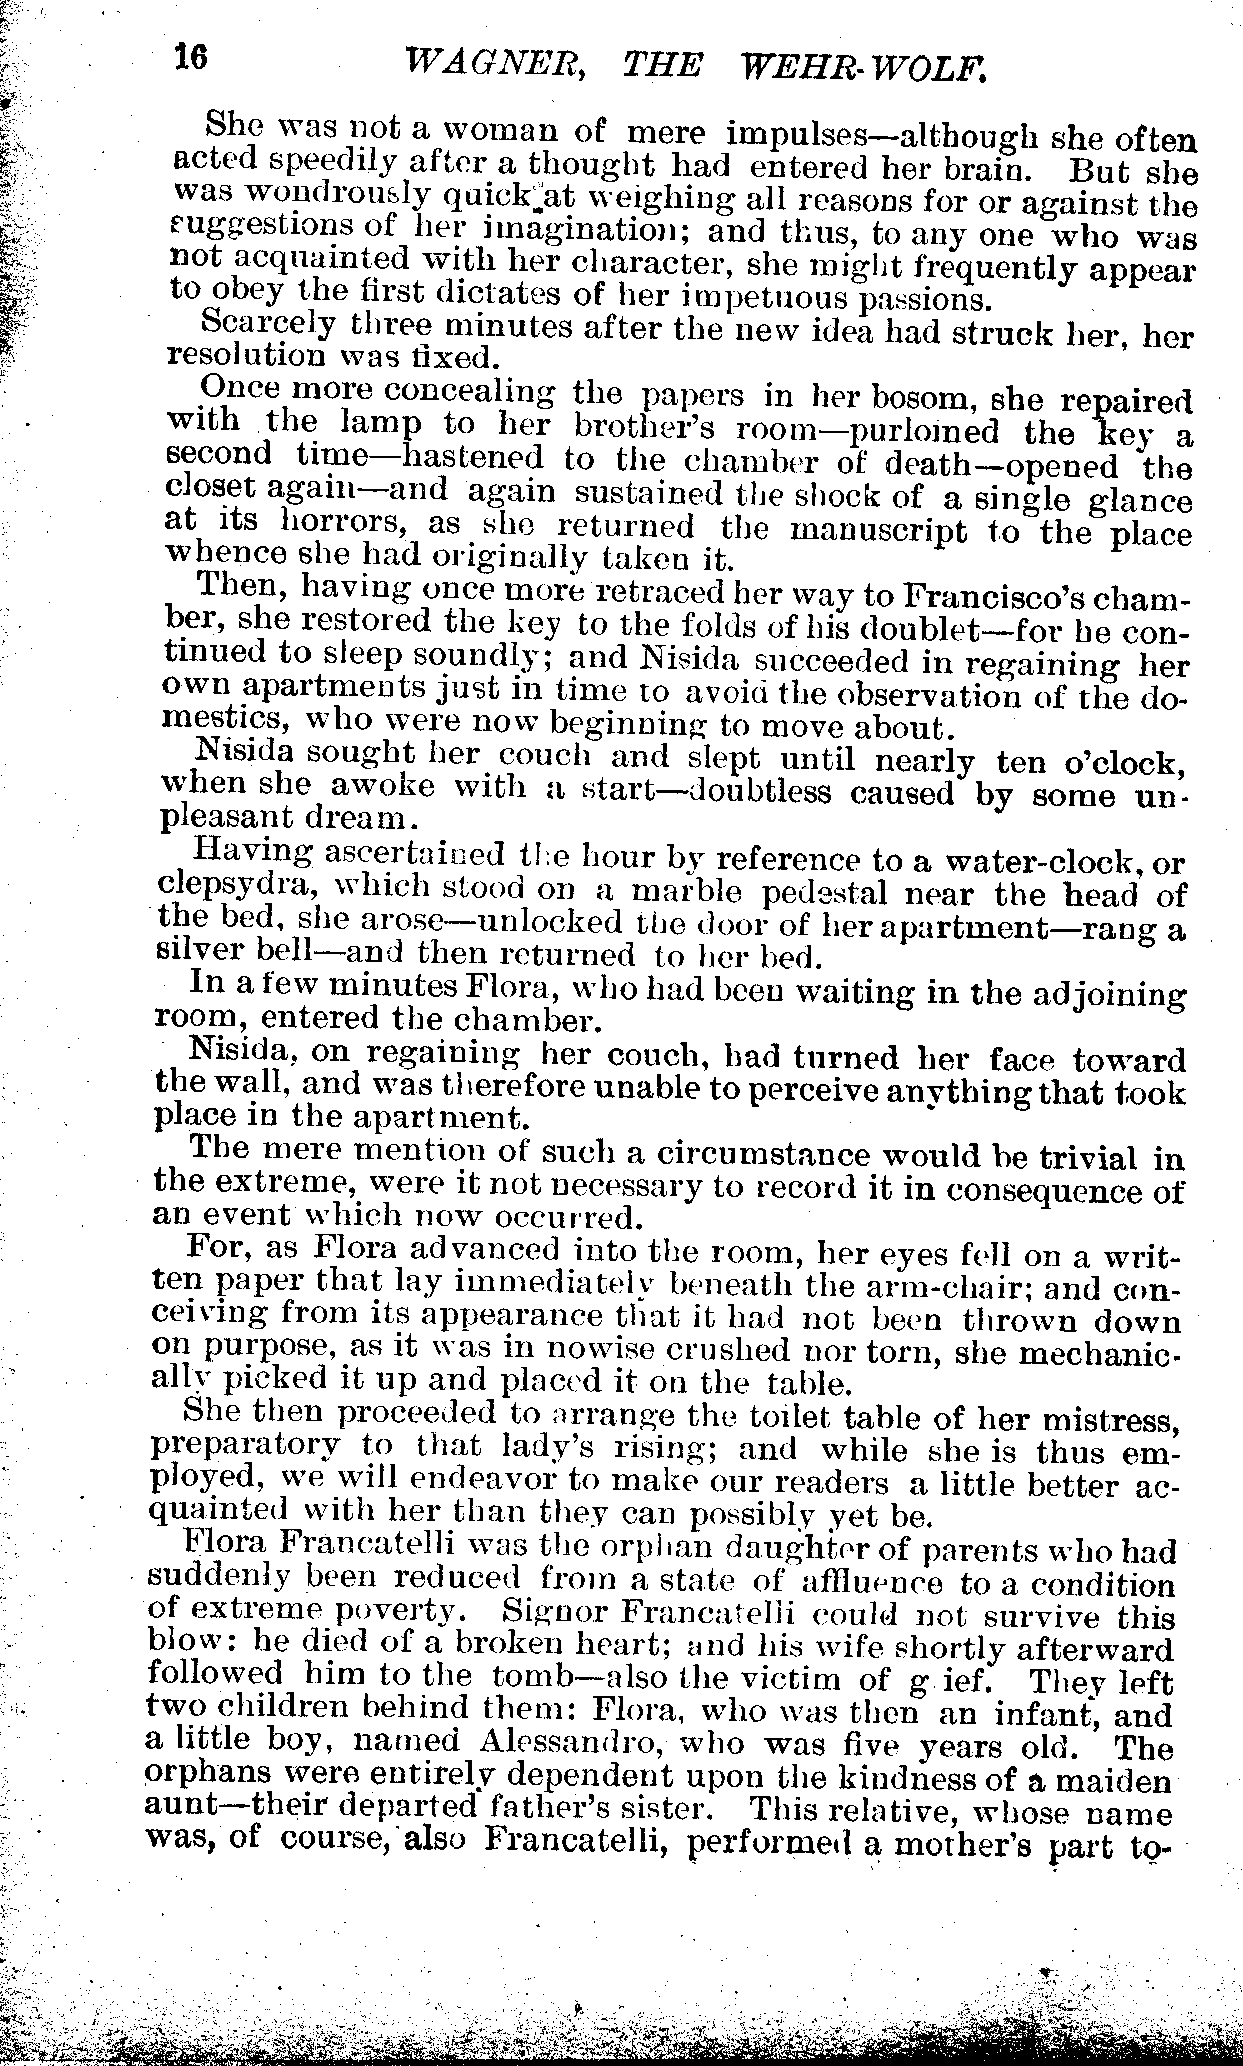 16 WAGNER, THE WEHR-WOLF.
She was not a woman of mere impulses—although she often
acted speedily after a thought had entered her brain. But she
was wondrously quick at weighing all reasons for or against the
suggestions of her imagination; and thus, to any one who was
not acquainted with her character, she might frequently appear
to obey the first dictates of her impetuous passions.
Scarcely three minutes after the new idea had struck her, her
resolution was fixed.
Once more concealing the papers in her bosom, she repaired
with the lamp to her brother's room—purloined the key a
second time—hastened to the chamber of death—opened the
closet again—and again sustained the shock of a single glance
at its horrors, as she returned the manuscript to the place
whence she had originally taken it.
Then, having once more retraced her way to Francisco's cham-
ber, she restored the key to the folds of his doublet—for he con-
tinued to sleep soundly; and Nisida succeeded in regaining her
own apartments just in time to avoid the observation of the do-
mestics, who were now beginning to move about.
Nisida sought her couch and slept until nearly ten o'clock,
when she awoke with a start—doubtless caused by some un-
pleasant dream.
Having ascertained the hour by reference to a water-clock, or
clepsydra, which stood on a marble pedestal near the head of
the bed, she arose—unlocked the door of her apartment—rang a
silver bell—and then returned to her bed.
In a few minutes Flora, who had been waiting in the adjoining
room, entered the chamber.
Nisida, on regaining her couch, had turned her face toward
the wall, and was therefore unable to perceive anything that took
place in the apartment.
The mere mention of such a circumstance would be trivial in
the extreme, were it not necessary to record it in consequence of
an event which now occurred.
For, as Flora advanced into the room, her eyes fell on a writ-
ten paper that lay immediately beneath the arm-chair; and con-
ceiving from its appearance that it had not been thrown down
on purpose, as it was in nowise crushed nor torn, she mechanic-
ally picked it up and placed it on the table.
She then proceeded to arrange the toilet table of her mistress,
preparatory to that lady's rising; and while she is thus em-
ployed, we will endeavor to make our readers a little better ac-
quainted with her than they can possibly yet be.
Flora Francatelli was the orphan daughter of parents who had
suddenly been reduced from a state of affluence to a condition
of extreme poverty. Signor Francatelli could not survive this
blow: he died of a broken heart; and his wife shortly afterward
followed him to the tomb—also the victim of g ief. They left
two children behind them: Flora, who was then an infant, and
a little boy, named Alessandro, who was five years old. The
orphans were entirely dependent upon the kindness of a maiden
aunt—their departed father's sister. This relative, whose name
was, of course, also Francatelli, performed a mother's part to-